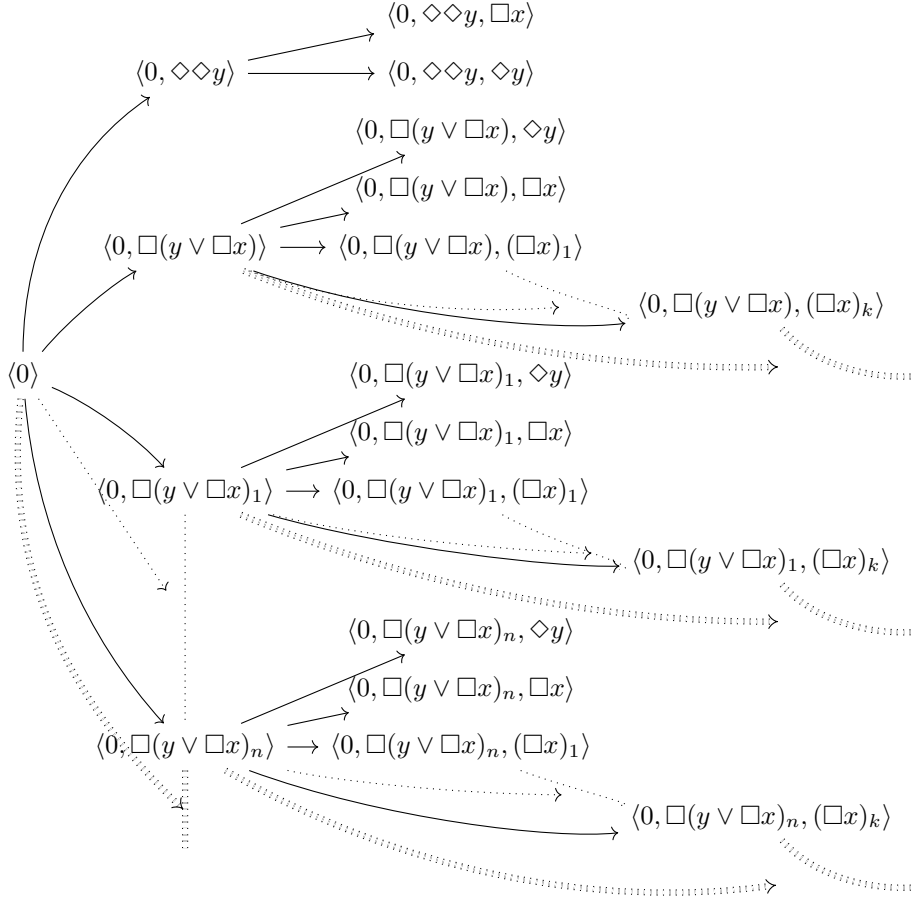 ⟨0, ◇◇y, □x⟩
⟨0, ◇◇y⟩
⟨0, ◇◇y, ◇y⟩
⟨0, □(y ∨ □x), ◇y⟩
⟨0, □(y ∨ □x), □x⟩
⟨0, □(y ∨ □x)⟩
⟨0, □(y ∨ □x), (□x)₁⟩
⟨0, □(y ∨ □x), (□x)ₖ⟩
⟨0⟩
⟨0, □(y ∨ □x)₁, ◇y⟩
⟨0, □(y ∨ □x)₁, □x⟩
⟨0, □(y ∨ □x)₁⟩
⟨0, □(y ∨ □x)₁, (□x)₁⟩
⟨0, □(y ∨ □x)₁, (□x)ₖ⟩
⟨0, □(y ∨ □x)ₙ, ◇y⟩
⟨0, □(y ∨ □x)ₙ, □x⟩
⟨0, □(y ∨ □x)ₙ⟩
⟨0, □(y ∨ □x)ₙ, (□x)₁⟩
⟨0, □(y ∨ □x)ₙ, (□x)ₖ⟩